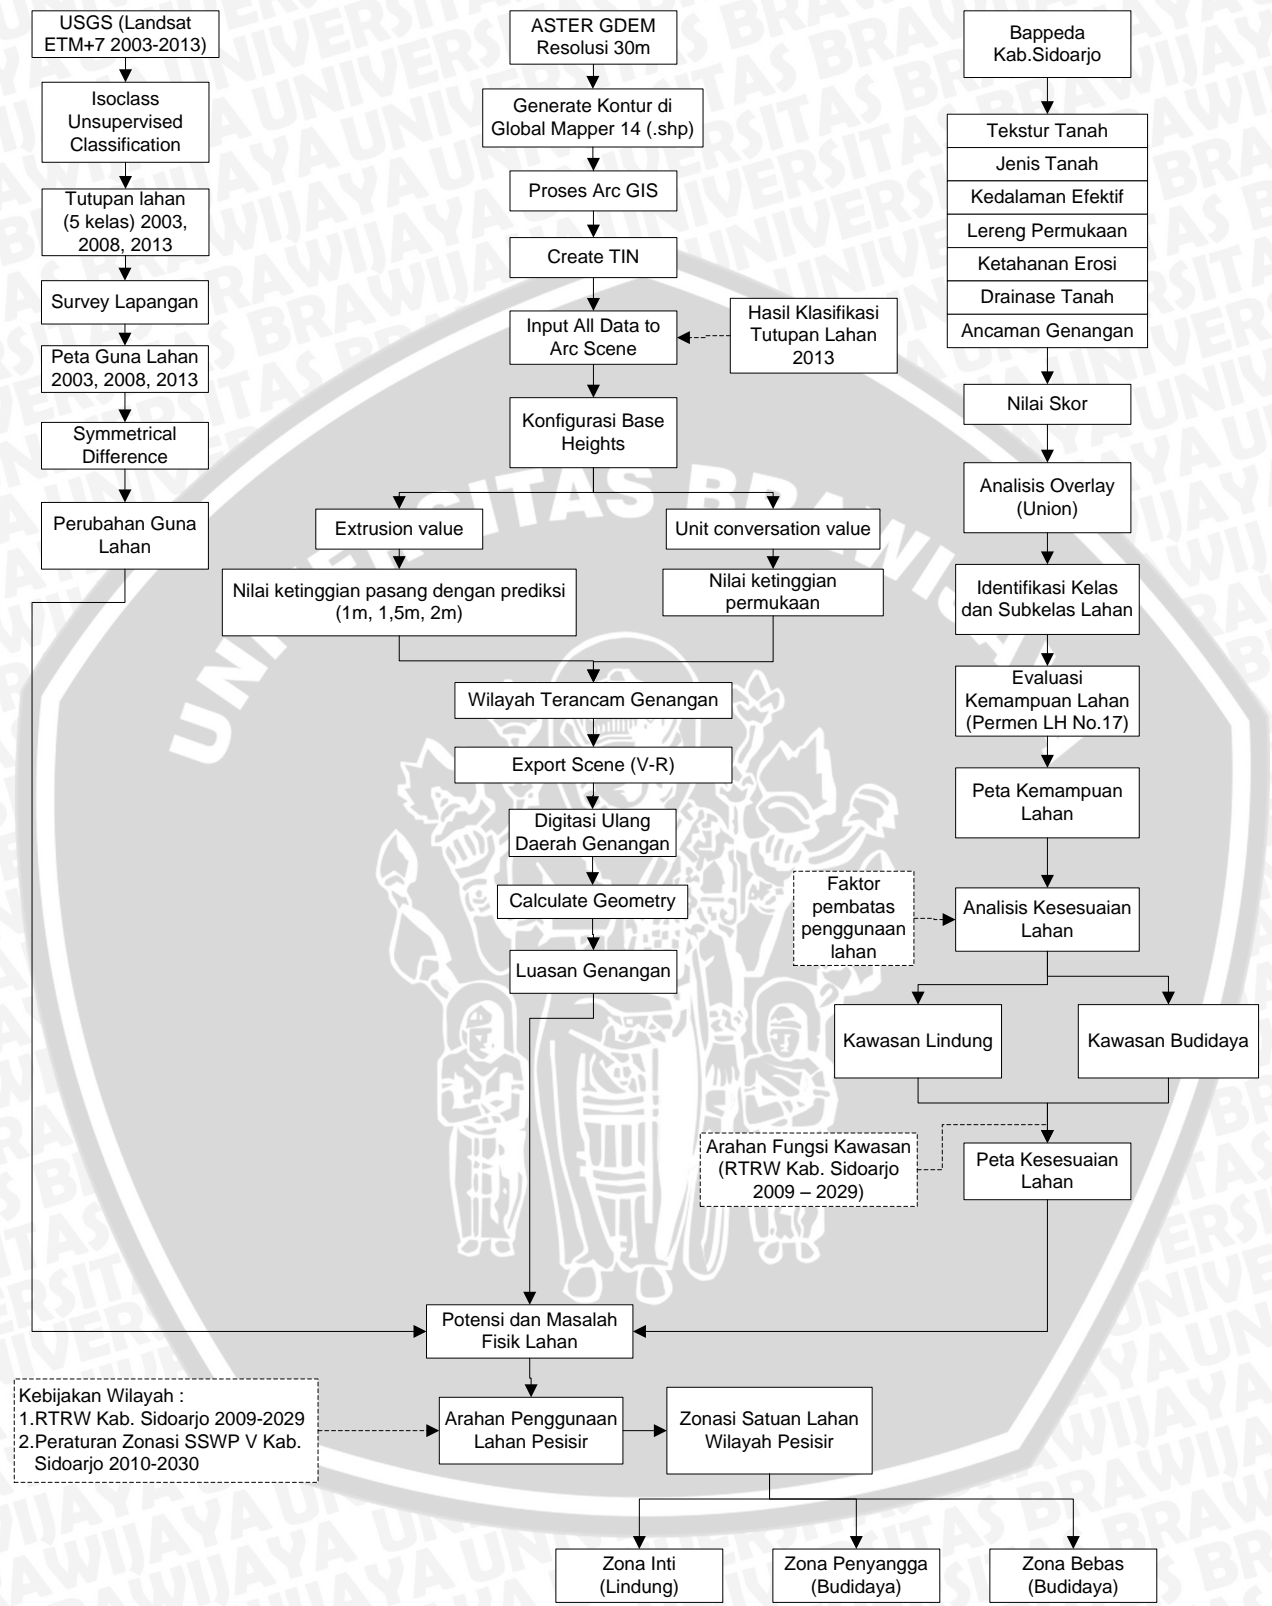 USGS (Landsat
ETM+7 2003-2013)
Isoclass
Unsupervised
Classification
Tutupan lahan
(5 kelas) 2003,
2008, 2013
Survey Lapangan
Peta Guna Lahan
2003, 2008, 2013
Symmetrical
Difference
Perubahan Guna
Lahan
ASTER GDEM
Resolusi 30m
Generate Kontur di
Global Mapper 14 (.shp)
Proses Arc GIS
Create TIN
Input All Data to
Arc Scene
Hasil Klasifikasi
Tutupan Lahan
2013
Konfigurasi Base
Heights
Extrusion value
Unit conversation value
Nilai ketinggian pasang dengan prediksi
(1m, 1,5m, 2m)
Nilai ketinggian
permukaan
Wilayah Terancam Genangan
Export Scene (V-R)
Digitasi Ulang
Daerah Genangan
Calculate Geometry
Luasan Genangan
Bappeda
Kab.Sidoarjo
Tekstur Tanah
Jenis Tanah
Kedalaman Efektif
Lereng Permukaan
Ketahanan Erosi
Drainase Tanah
Ancaman Genangan
Nilai Skor
Analisis Overlay
(Union)
Identifikasi Kelas
dan Subkelas Lahan
Evaluasi
Kemampuan Lahan
(Permen LH No.17)
Peta Kemampuan
Lahan
Faktor
pembatas
penggunaan
lahan
Analisis Kesesuaian
Lahan
Kawasan Lindung
Kawasan Budidaya
Arahan Fungsi Kawasan
(RTRW Kab. Sidoarjo
2009 – 2029)
Peta Kesesuaian
Lahan
Potensi dan Masalah
Fisik Lahan
Kebijakan Wilayah :
1.RTRW Kab. Sidoarjo 2009-2029
2.Peraturan Zonasi SSWP V Kab.
Sidoarjo 2010-2030
Arahan Penggunaan
Lahan Pesisir
Zonasi Satuan Lahan
Wilayah Pesisir
Zona Inti
(Lindung)
Zona Penyangga
(Budidaya)
Zona Bebas
(Budidaya)
UNIVERSITAS BRAWIJAYA